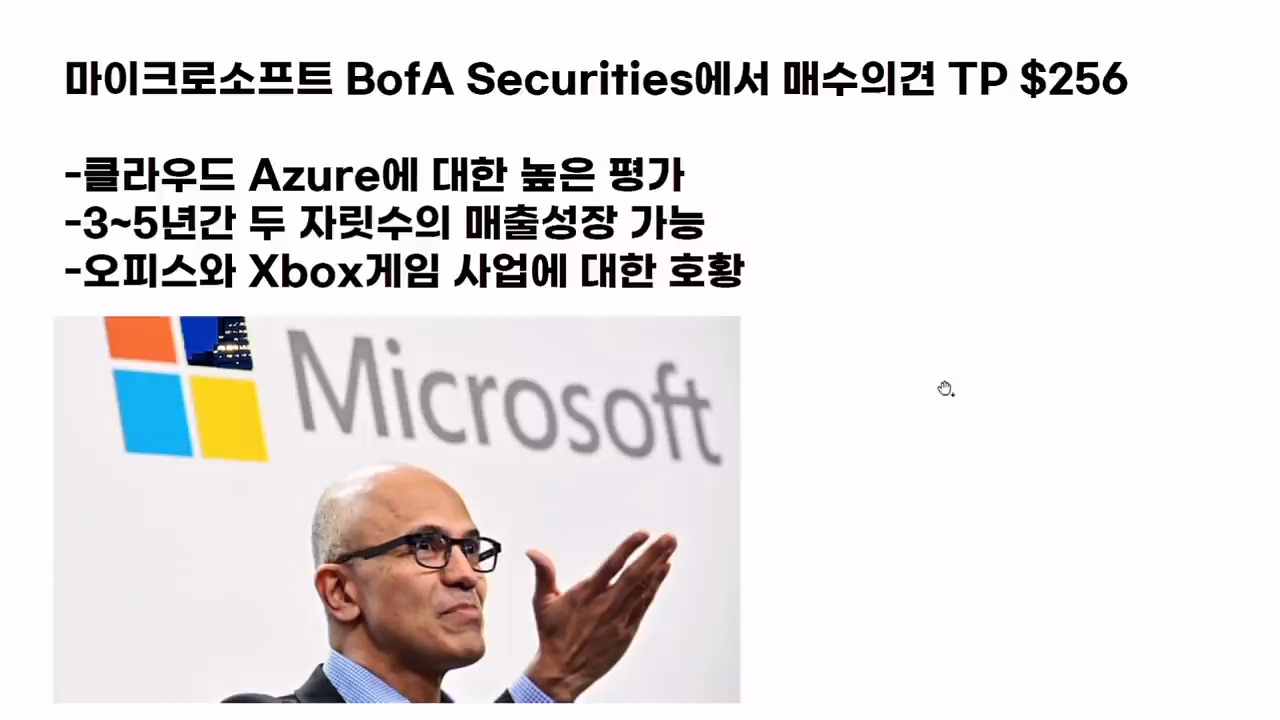 마이크로소프트 BofA Securities에서 매수의견 TP $256
-클라우드 Azure에 대한 높은 평가
-3~5년간 두 자릿수의 매출성장 가능
-오피스와 Xbox게임 사업에 대한 호황
Microsoft